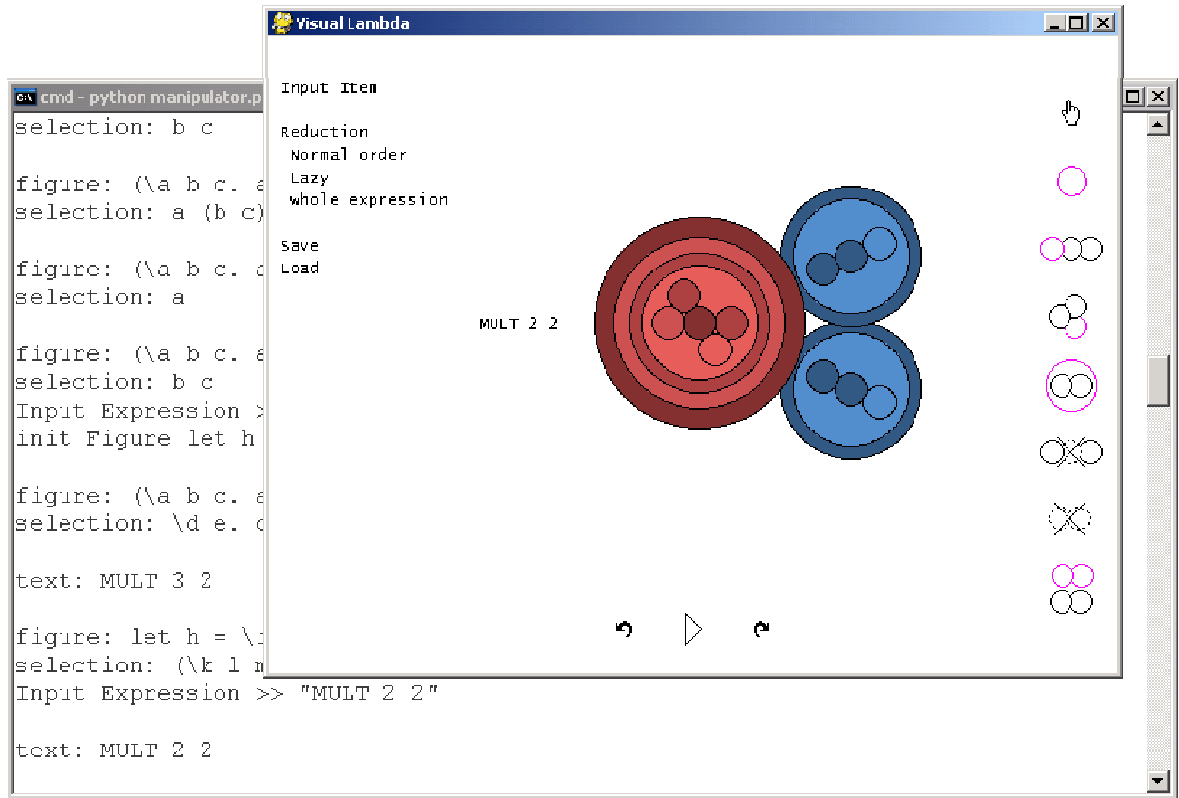 Visual Lambda
Input Item
Reduction
Normal order
Lazy
whole expression
Save
Load
MULT 2 2
cmd - python manipulator.p
selection: b c
figure: (\a b c. a
selection: a (b c)
figure: (\a b c.
selection: a
figure: (\a b c. a
selection: b c
Input Expression >
init Figure let h
figure: (\a b c. a
selection: \d e.
text: MULT 3 2
figure: let h =
selection: (\k l m
Input Expression >> "MULT 2 2"
text: MULT 2 2